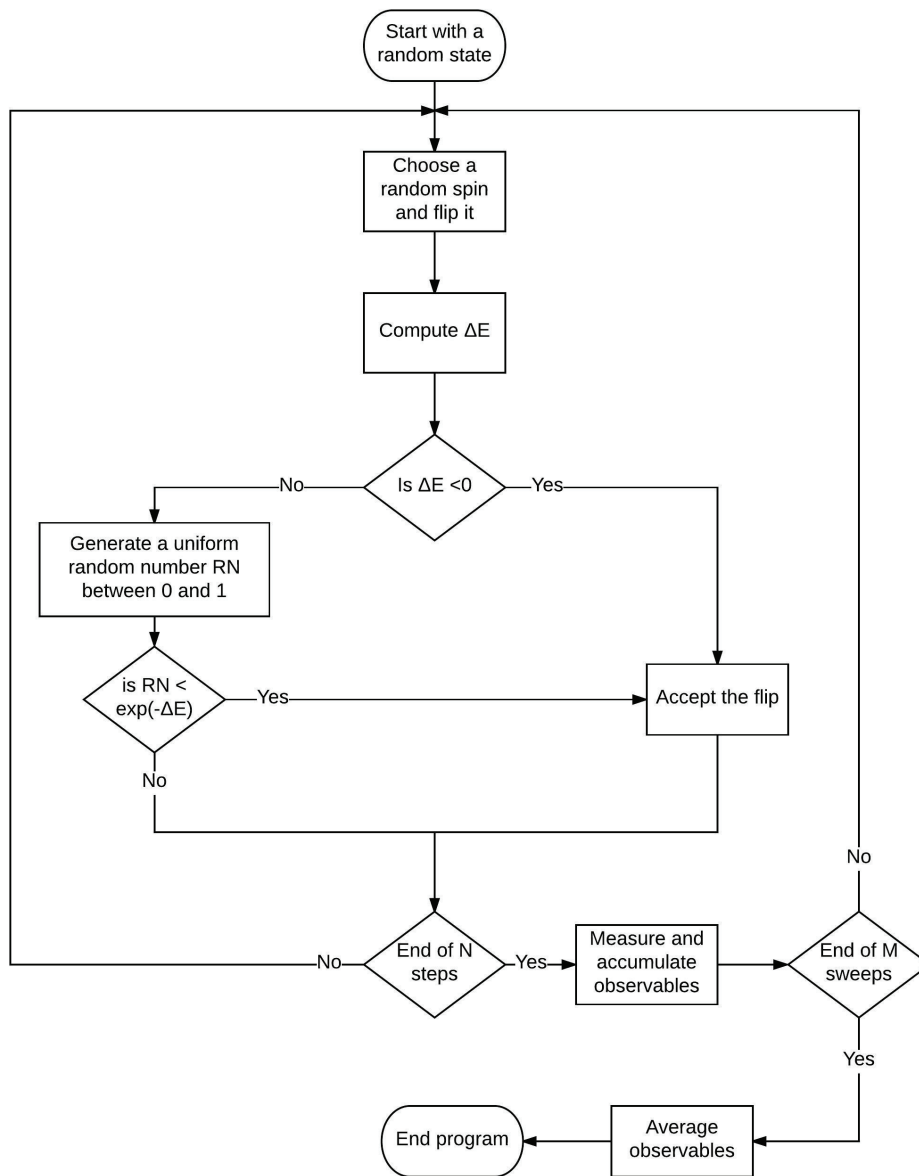 Start with a
random state
Choose a
random spin
and flip it
Compute ΔE
Is ΔE <0
No
Yes
Generate a uniform
random number RN
between 0 and 1
is RN <
exp(-ΔE)
Yes
Accept the flip
No
No
End of N
steps
No
Yes
Measure and
accumulate
observables
End of M
sweeps
Yes
Average
observables
End program